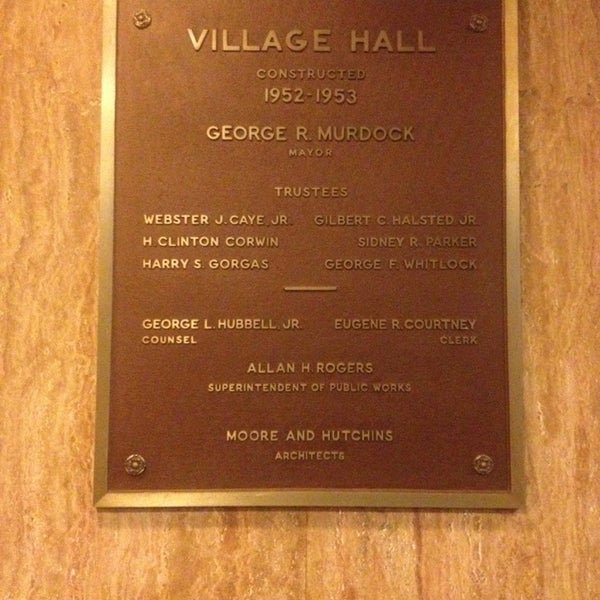 VILLAGE HALL
CONSTRUCTED
1952-1953
GEORGE R. MURDOCK
MAYOR
TRUSTEES
WEBSTER J. CAYE, JR. GILBERT C. HALSTED, JR.
H CLINTON CORWIN SIDNEY R. PARKER
HARRY S. GORGAS GEORGE F. WHITLOCK
GEORGE L. HUBBELL, JR. EUGENE R. COURTNEY
COUNSEL CLERK
ALLAN H. ROGERS
SUPERINTENDENT OF PUBLIC WORKS
MOORE AND HUTCHINS
ARCHITECTS